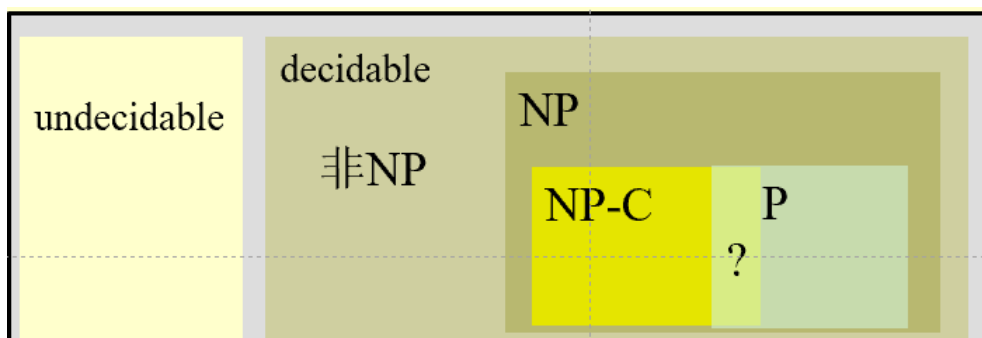 undecidable
decidable
非NP
NP
NP-C
P
?